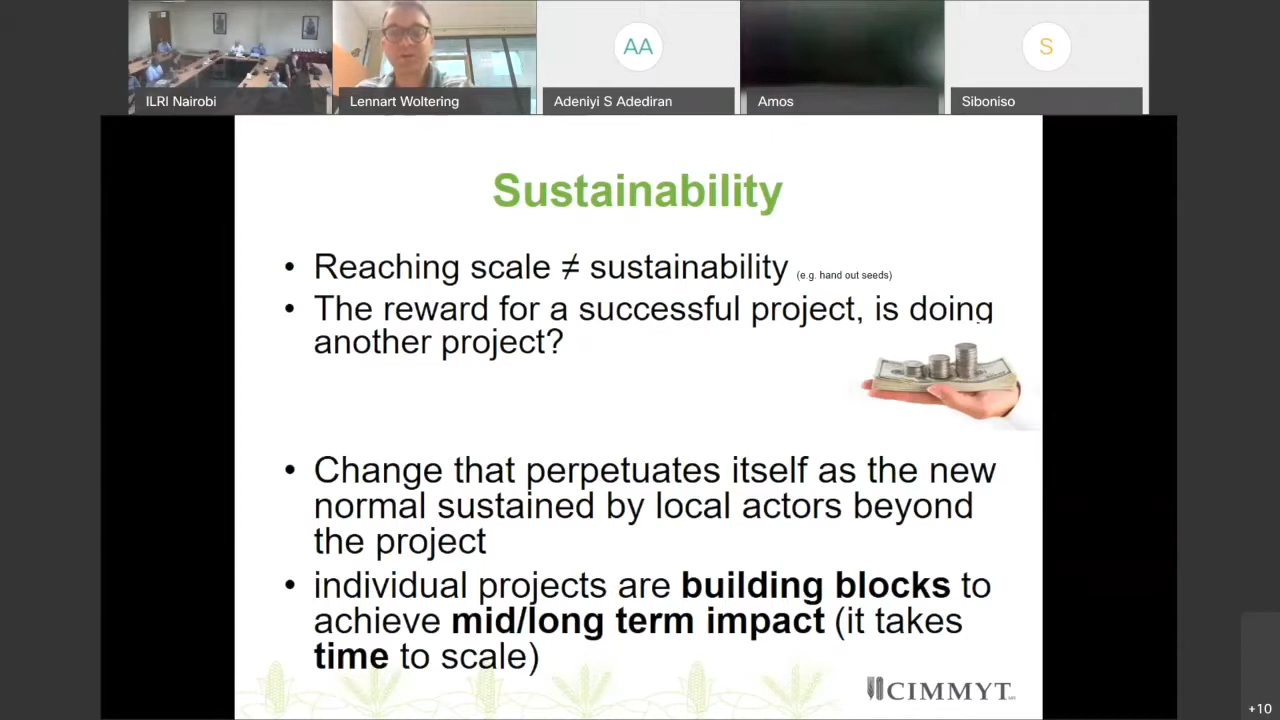 AA
S
ILRI Nairobi
Lennart Woltering
Adeniyi S Adediran
Amos
Siboniso
Sustainability
• Reaching scale ≠ sustainability (e.g. hand out seeds)
• The reward for a successful project, is doing
another project?
• Change that perpetuates itself as the new
normal sustained by local actors beyond
the project
• individual projects are building blocks to
achieve mid/long term impact (it takes
time to scale)
CIMMYT
+10